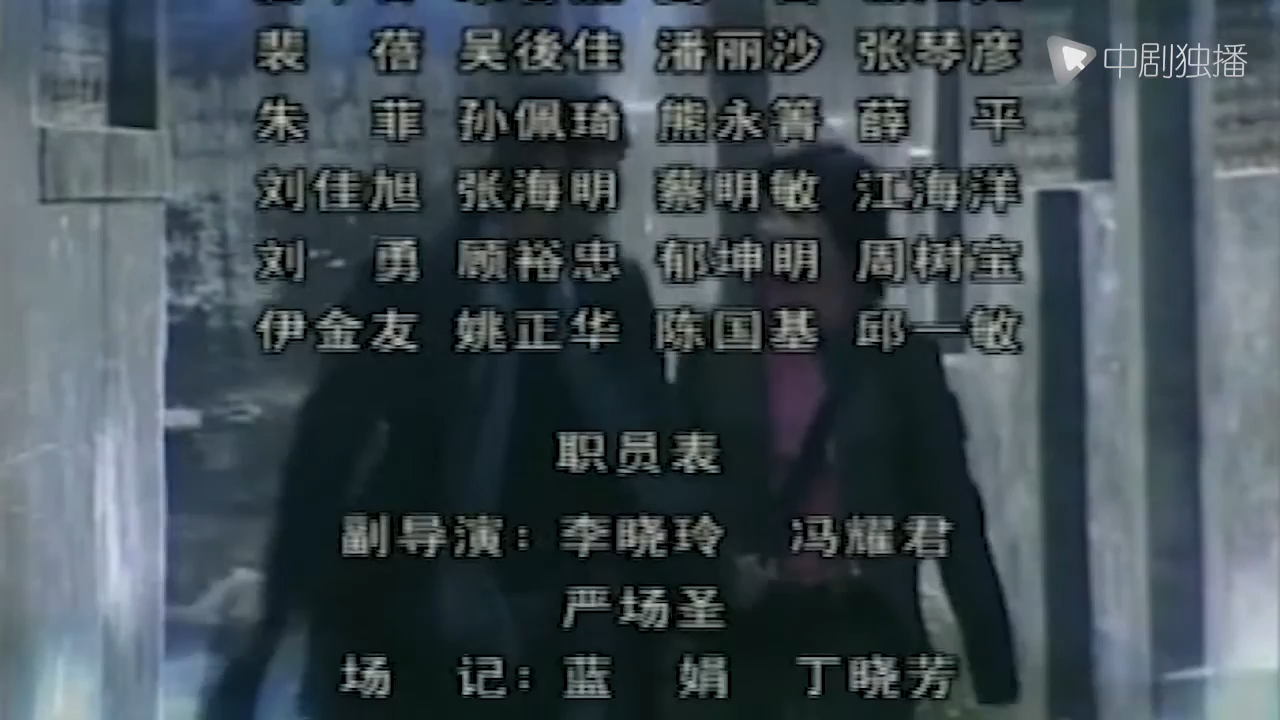 裴　蓓 吴後佳 潘丽沙 张琴彦
中剧独播
朱　菲 孙佩琦 熊永箐 薛　平
刘佳旭 张海明 蔡明敏 江海洋
刘　勇 顾裕忠 郁坤明 周树宝
伊金友 姚正华 陈国基 邱一敏
职员表
副导演：李晓玲 冯耀君
严场圣
场　记：蓝　娟 丁晓芳